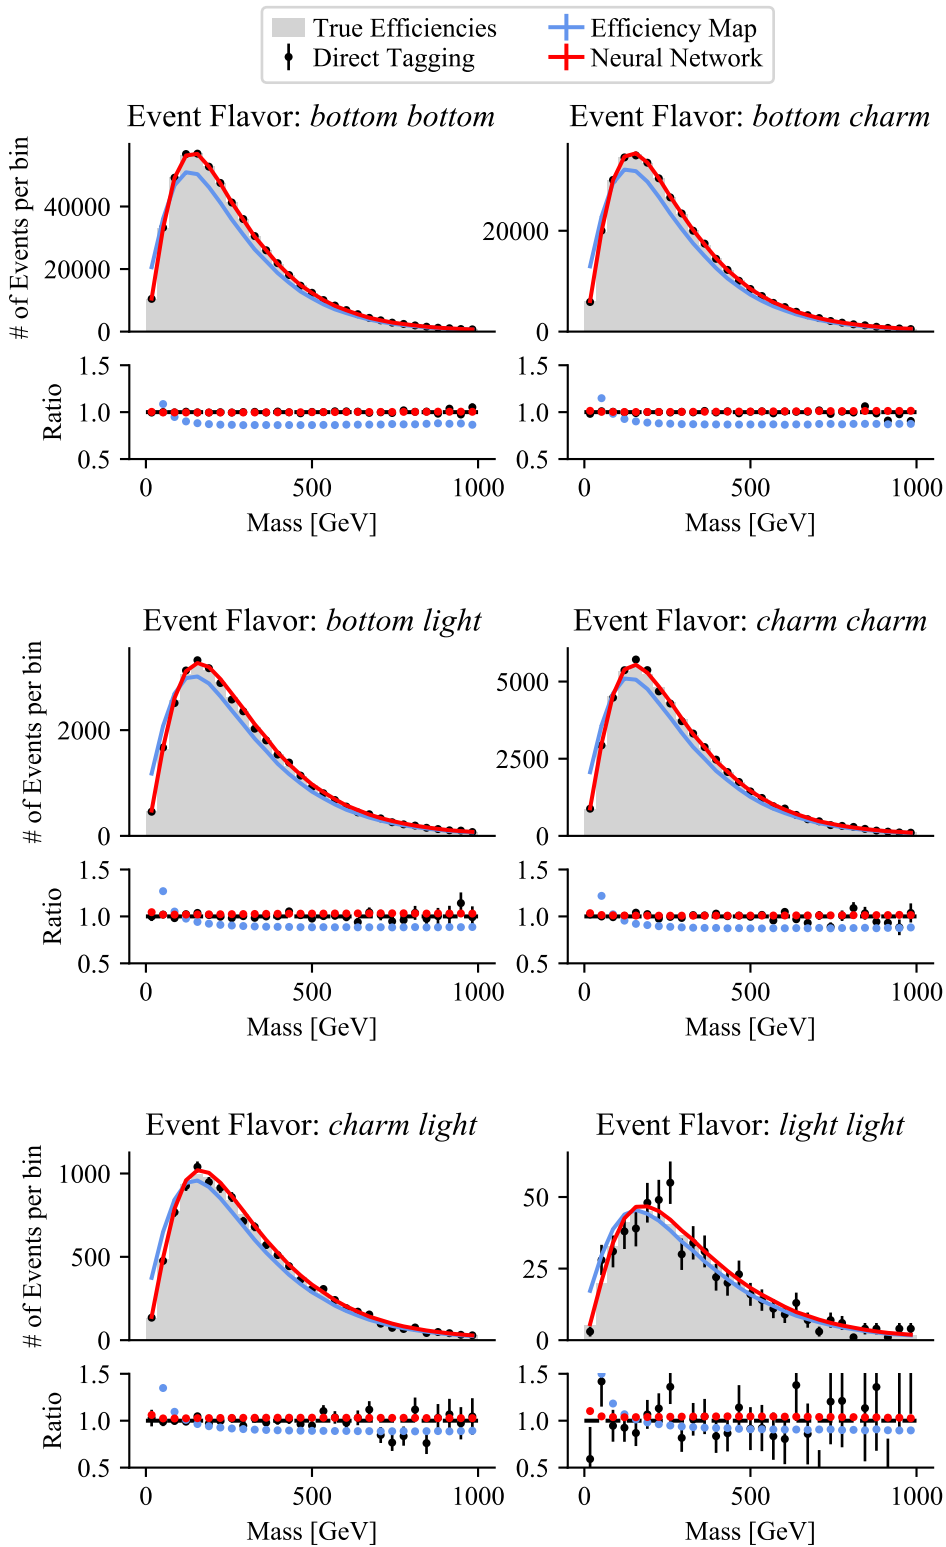 True Efficiencies
Direct Tagging
Efficiency Map
Neural Network
Event Flavor: bottom bottom
# of Events per bin
40000
20000
0
Ratio
1.5
1.0
0.5
0 500 1000
Mass [GeV]
Event Flavor: bottom charm
20000
0
1.5
1.0
0.5
0 500 1000
Mass [GeV]
Event Flavor: bottom light
# of Events per bin
2000
0
Ratio
1.5
1.0
0.5
0 500 1000
Mass [GeV]
Event Flavor: charm charm
5000
2500
0
1.5
1.0
0.5
0 500 1000
Mass [GeV]
Event Flavor: charm light
# of Events per bin
1000
500
0
Ratio
1.5
1.0
0.5
0 500 1000
Mass [GeV]
Event Flavor: light light
50
25
0
1.5
1.0
0.5
0 500 1000
Mass [GeV]